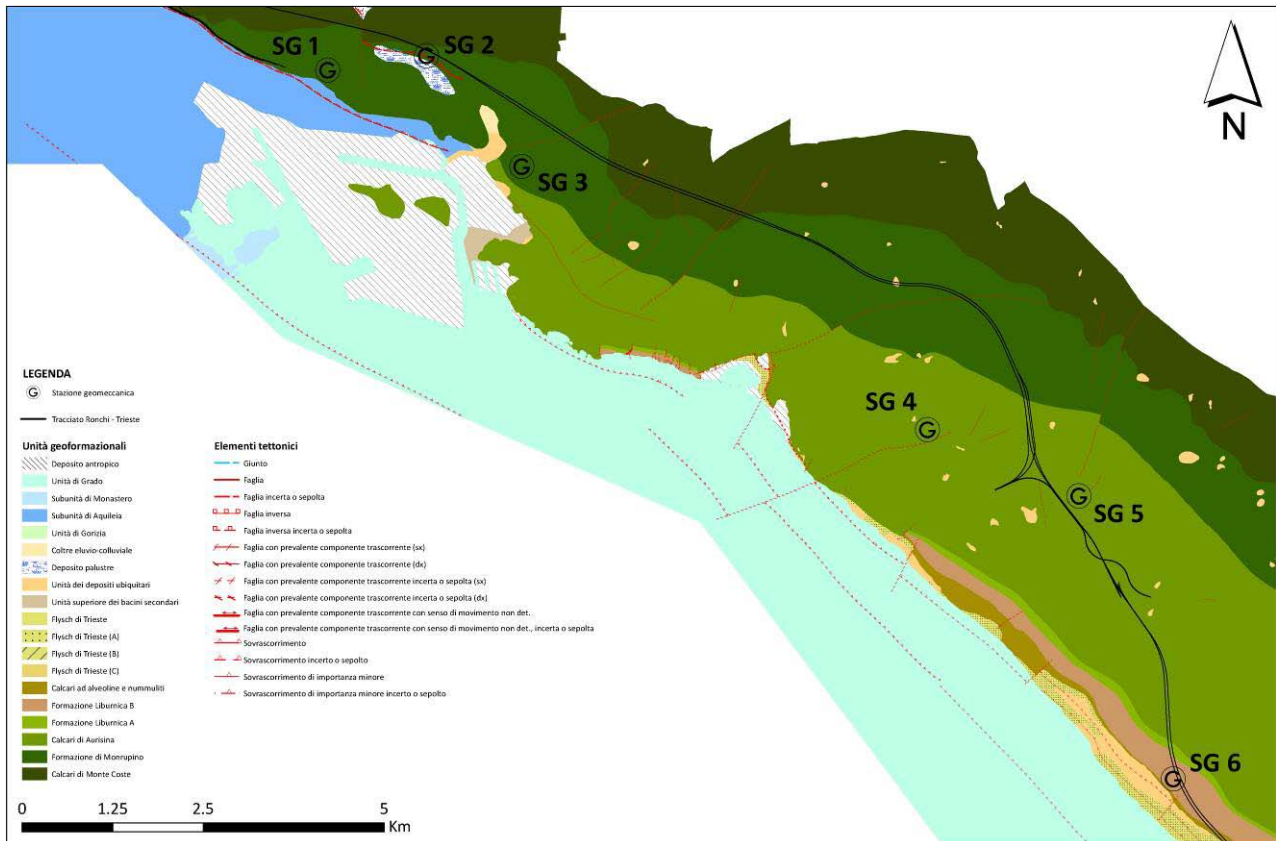 SG 1
G
SG 2
G
N
SG 3
G
SG 4
G
SG 5
G
SG 6
G
LEGENDA
G Stazione geomeccanica
Tracciato Ronchi - Trieste
Unità geoformazionali
Deposito antropico
Unità di Grado
Subunità di Monastero
Subunità di Aquileia
Unità di Gorizia
Coltre eluvio-colluviale
Deposito palustre
Unità dei depositi ubiquitari
Unità superiore dei bacini secondari
Flysch di Trieste
Flysch di Trieste (A)
Flysch di Trieste (B)
Flysch di Trieste (C)
Calcari ad alveoline e nummuliti
Formazione Liburnica B
Formazione Liburnica A
Calcari di Aurisina
Formazione di Monrupino
Calcari di Monte Coste
Elementi tettonici
Giunto
Faglia
Faglia incerta o sepolta
Faglia inversa
Faglia inversa incerta o sepolta
Faglia con prevalente componente trascorrente (sx)
Faglia con prevalente componente trascorrente (dx)
Faglia con prevalente componente trascorrente incerta o sepolta (sx)
Faglia con prevalente componente trascorrente incerta o sepolta (dx)
Faglia con prevalente componente trascorrente con senso di movimento non det.
Faglia con prevalente componente trascorrente con senso di movimento non det., incerta o sepolta
Sovrascorrimento
Sovrascorrimento incerto o sepolto
Sovrascorrimento di importanza minore
Sovrascorrimento di importanza minore incerto o sepolto
0 1.25 2.5 5
Km